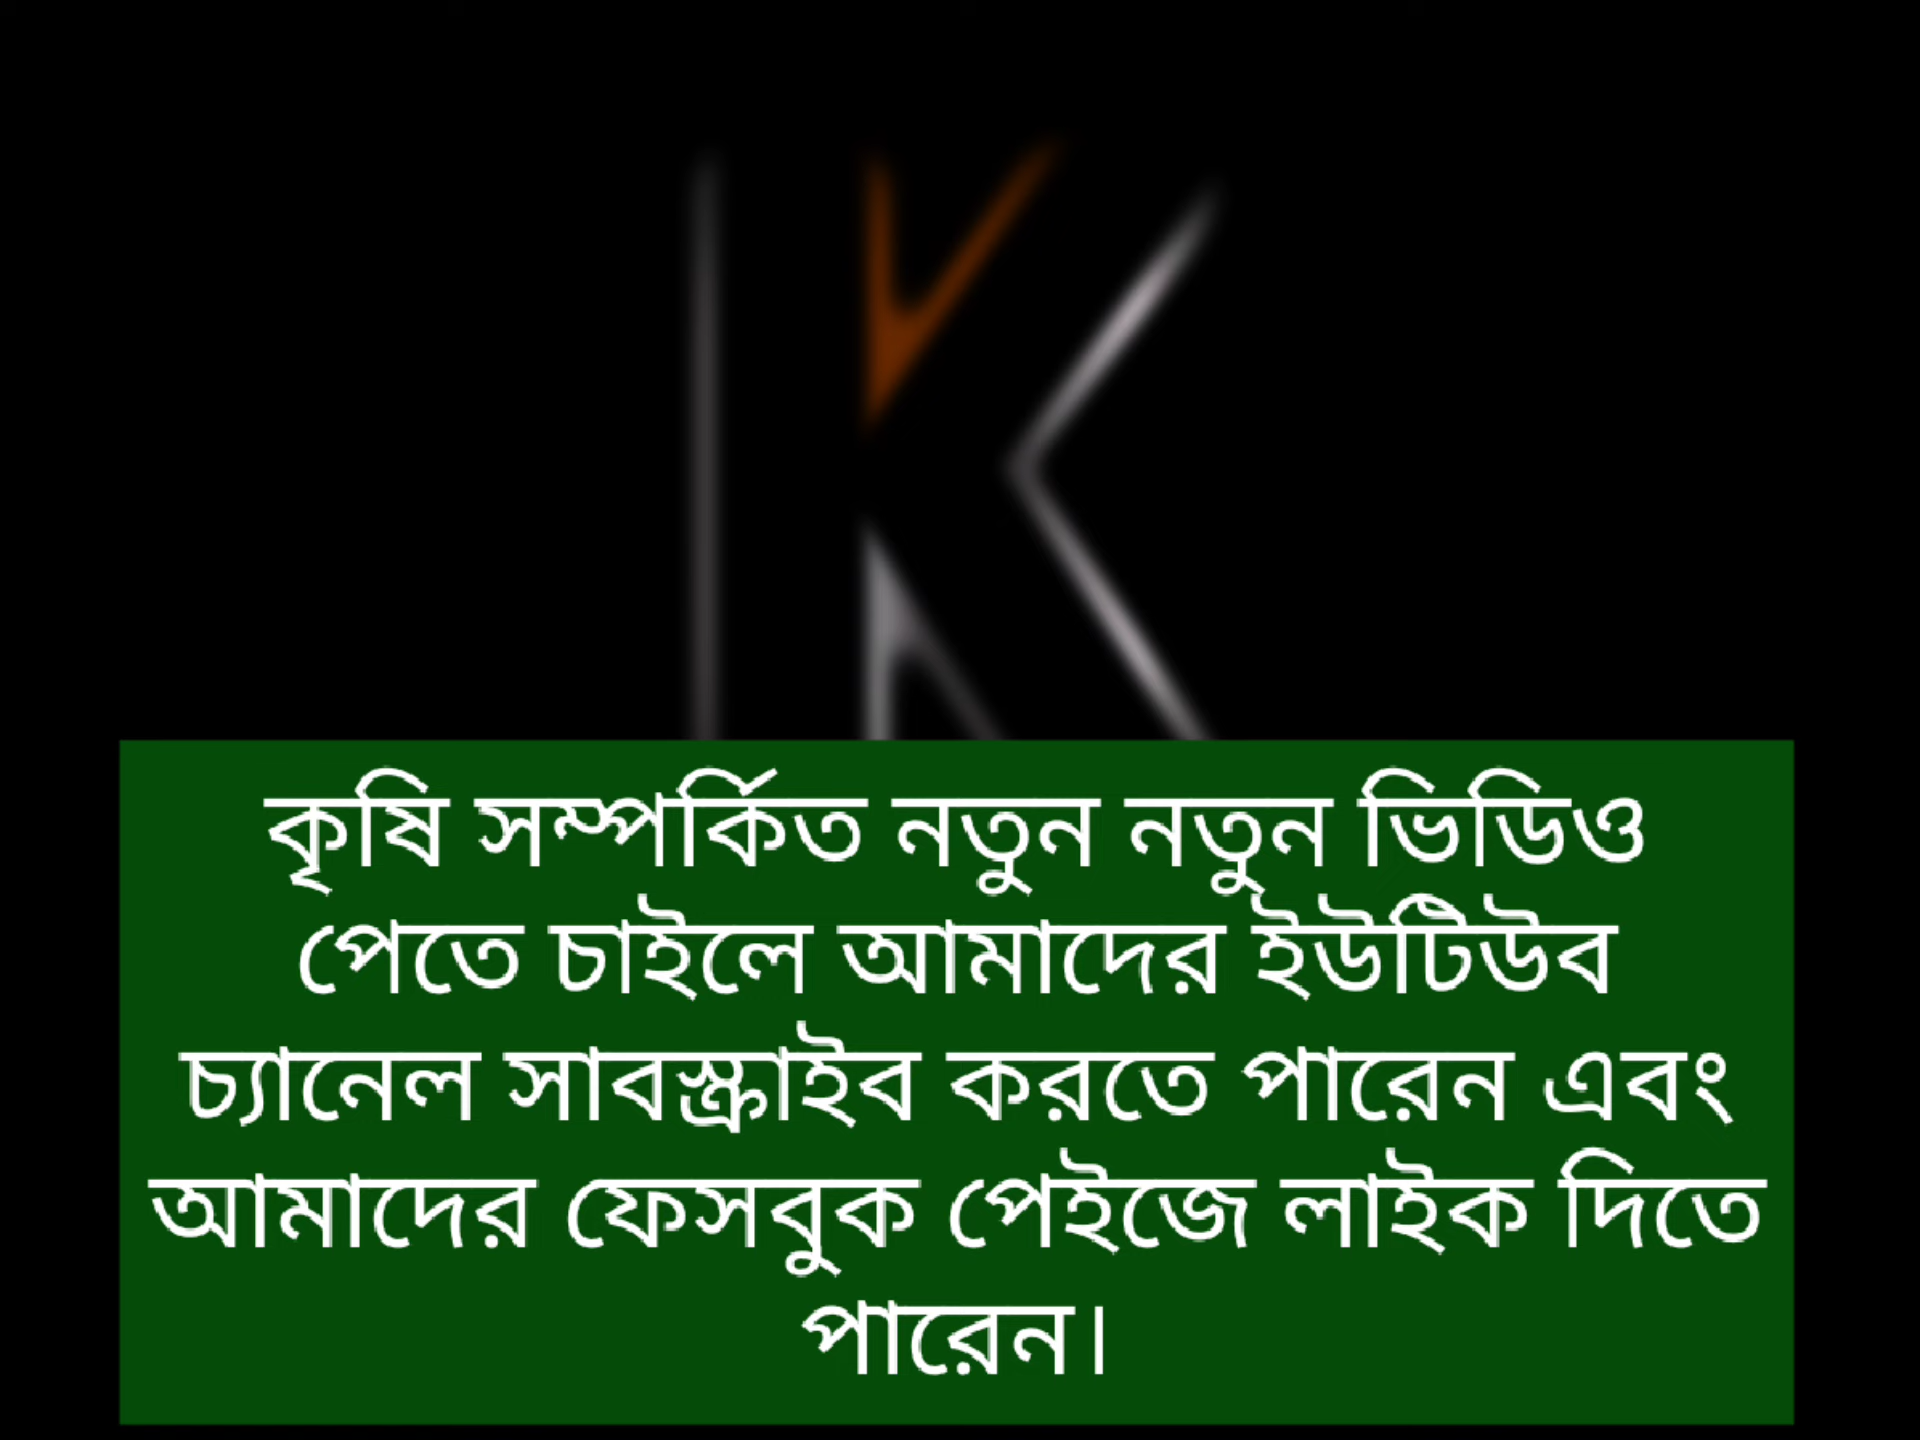 কৃষি সম্পর্কিত নতুন নতুন ভিডিও
পেতে চাইলে আমাদের ইউটিউব
চ্যানেল সাবস্ক্রাইব করতে পারেন এবং
আমাদের ফেসবুক পেইজে লাইক দিতে
পারেন।